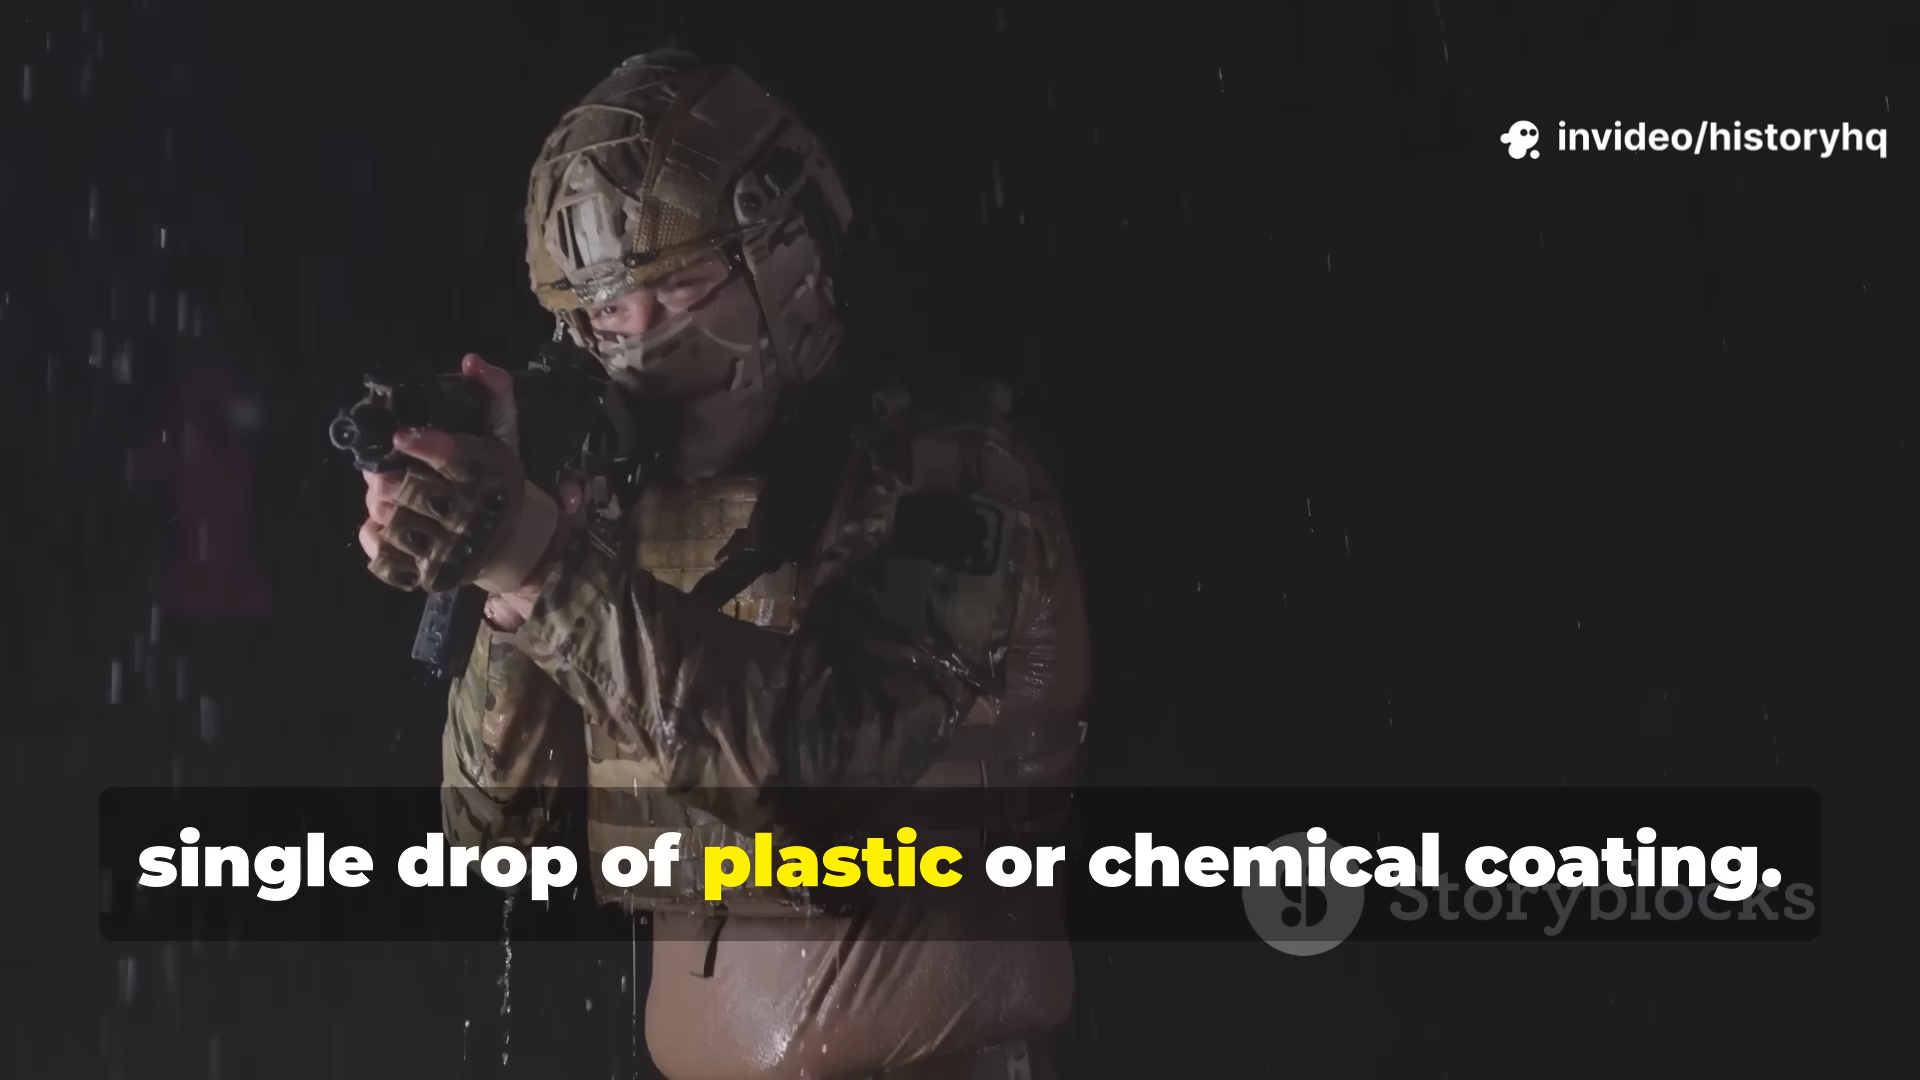 invideo/historyhq
single drop of plastic or chemical coating.
Storyblocks